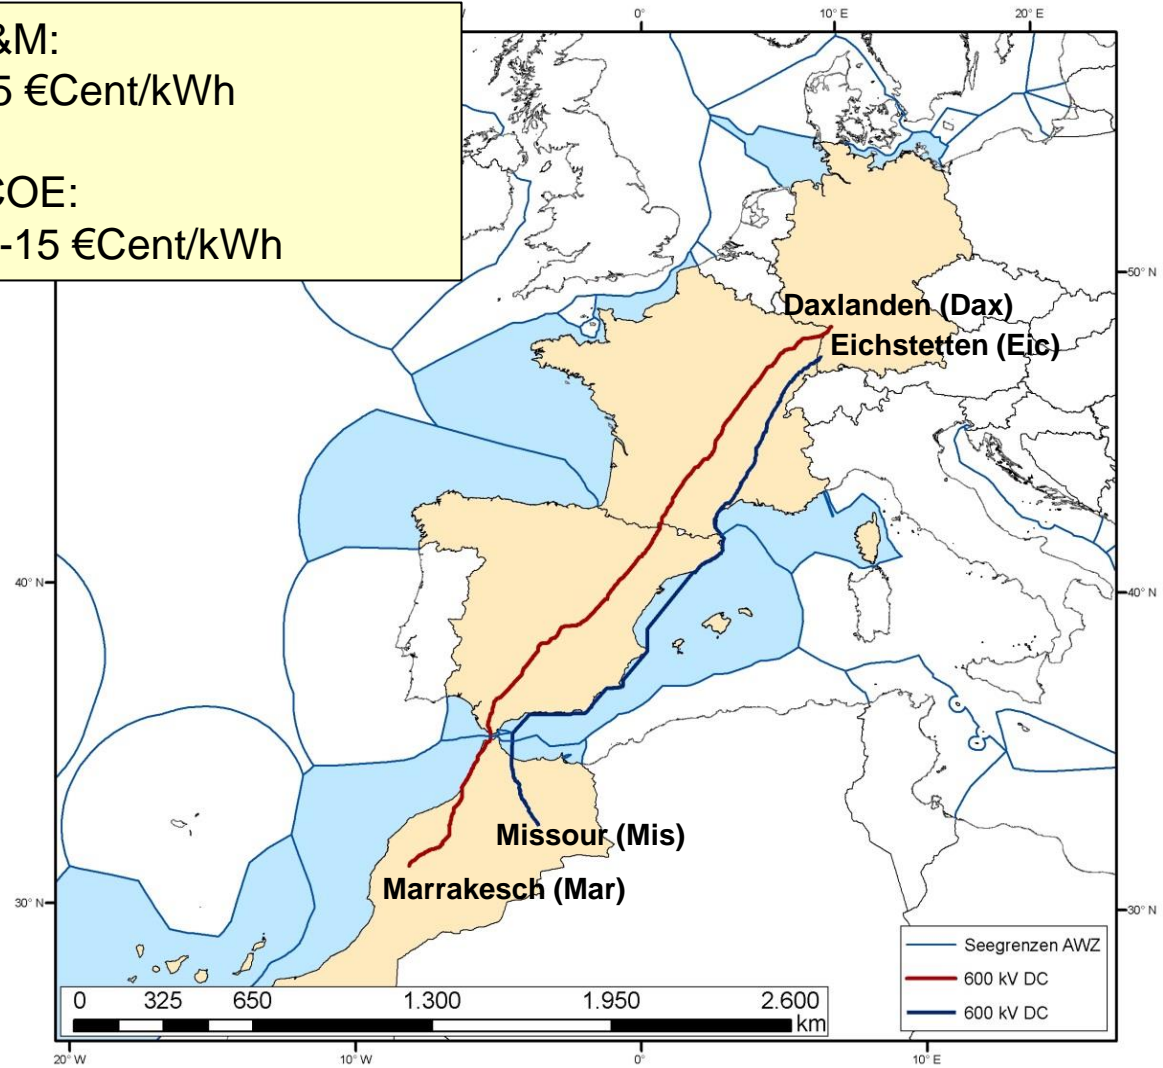 &M:
5 €Cent/kWh
COE:
-15 €Cent/kWh
0°
10° E
20° E
50° N
Daxlanden (Dax)
Eichstetten (Eic)
40° N
40° N
Missour (Mis)
Marrakesch (Mar)
30° N
30° N
Seegrenzen AWZ
600 kV DC
600 kV DC
0 325 650 1.300 1.950 2.600
km
20° W
10° W
0°
10° E